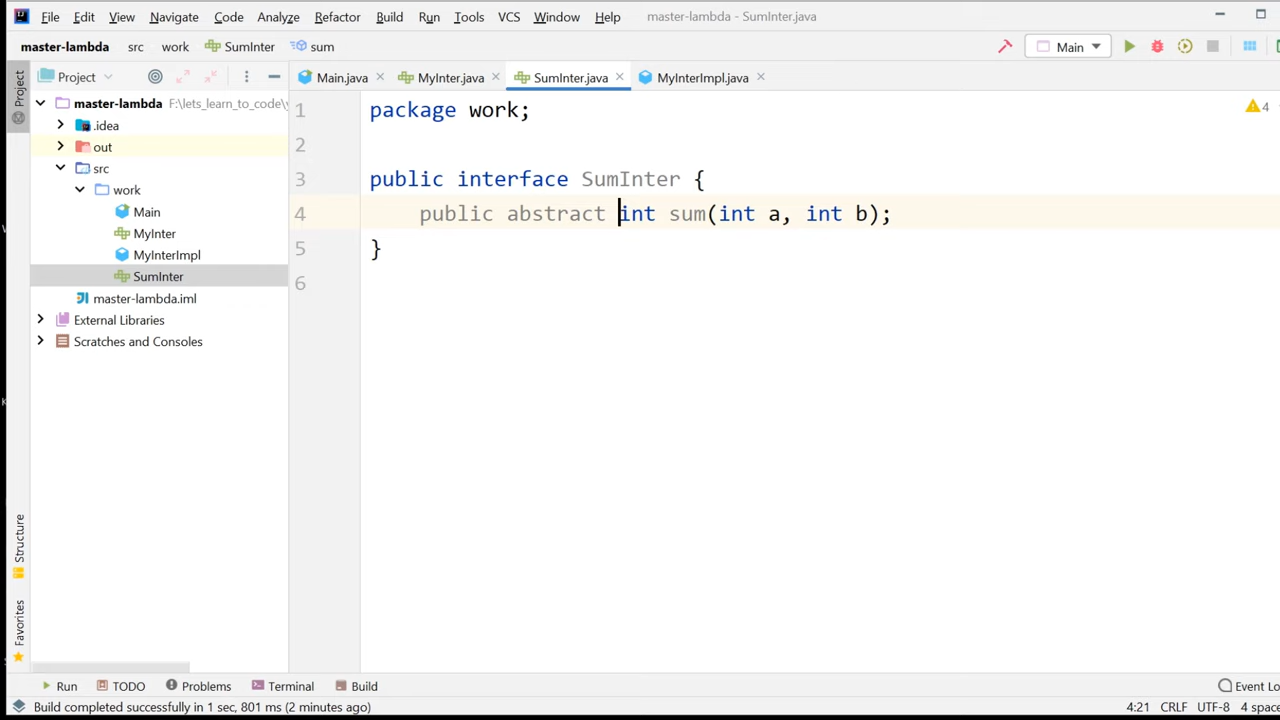 File Edit View Navigate Code Analyze Refactor Build Run Tools VCS Window Help master-lambda - SumInter.java
master-lambda src work SumInter sum Main
Project Main.java MyInter.java SumInter.java MyInterImpl.java
Project
master-lambda F:\lets_learn_to_code\
.idea
out
src
work
Main
MyInter
MyInterImpl
SumInter
master-lambda.iml
External Libraries
Scratches and Consoles
1 package work;
2
3 public interface SumInter {
4 public abstract int sum(int a, int b);
5 }
6
4
Structure
Favorites
Run TODO Problems Terminal Build Event Lo
Build completed successfully in 1 sec, 801 ms (2 minutes ago) 4:21 CRLF UTF-8 4 space